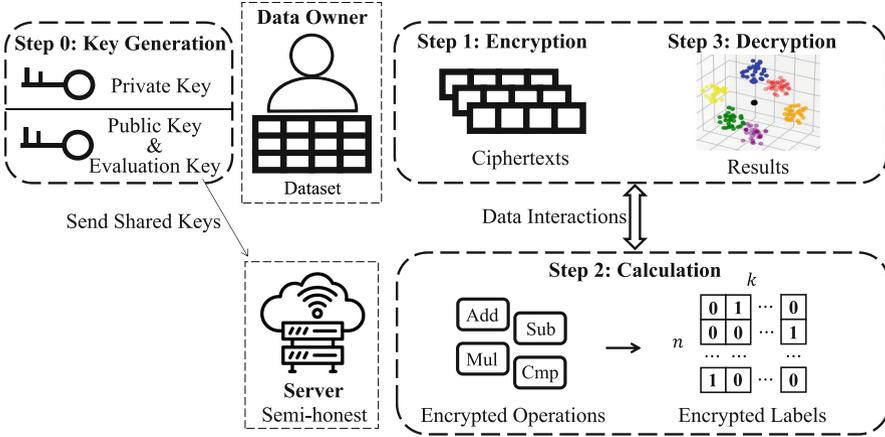 Step 0: Key Generation
Private Key
Public Key
&
Evaluation Key
Send Shared Keys
Data Owner
Dataset
Step 1: Encryption
Ciphertexts
Step 3: Decryption
Results
Data Interactions
Server
Semi-honest
Step 2: Calculation
Add
Sub
Mul
Cmp
Encrypted Operations
k
n
0 1 ··· 0
0 0 ··· 1
··· ··· ···
1 0 ··· 0
Encrypted Labels